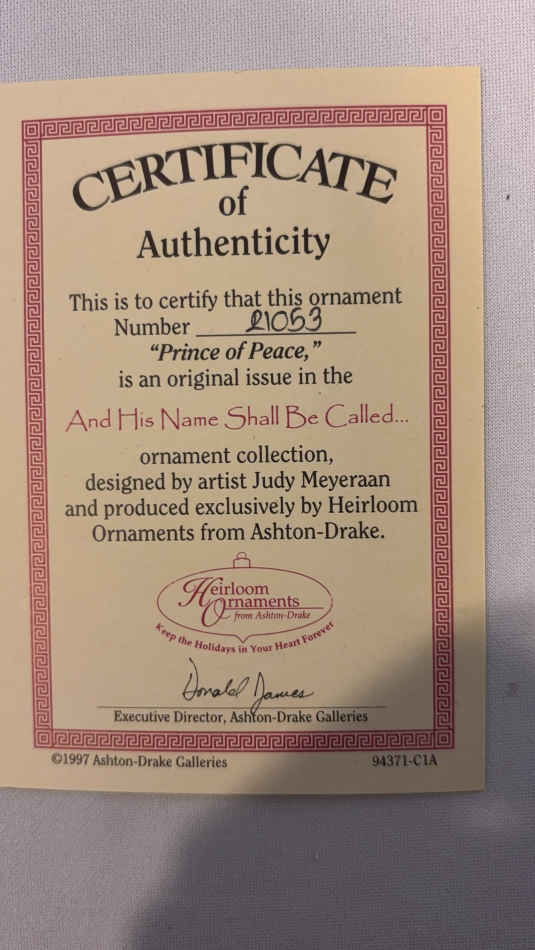 CERTIFICATE
of
Authenticity
This is to certify that this ornament
Number 21053
“Prince of Peace,”
is an original issue in the
And His Name Shall Be Called...
ornament collection,
designed by artist Judy Meyeraan
and produced exclusively by Heirloom
Ornaments from Ashton-Drake.
Heirloom
Ornaments
from Ashton-Drake
Keep the Holidays in Your Heart Forever
Donald James
Executive Director, Ashton-Drake Galleries
©1997 Ashton-Drake Galleries
94371-C1A